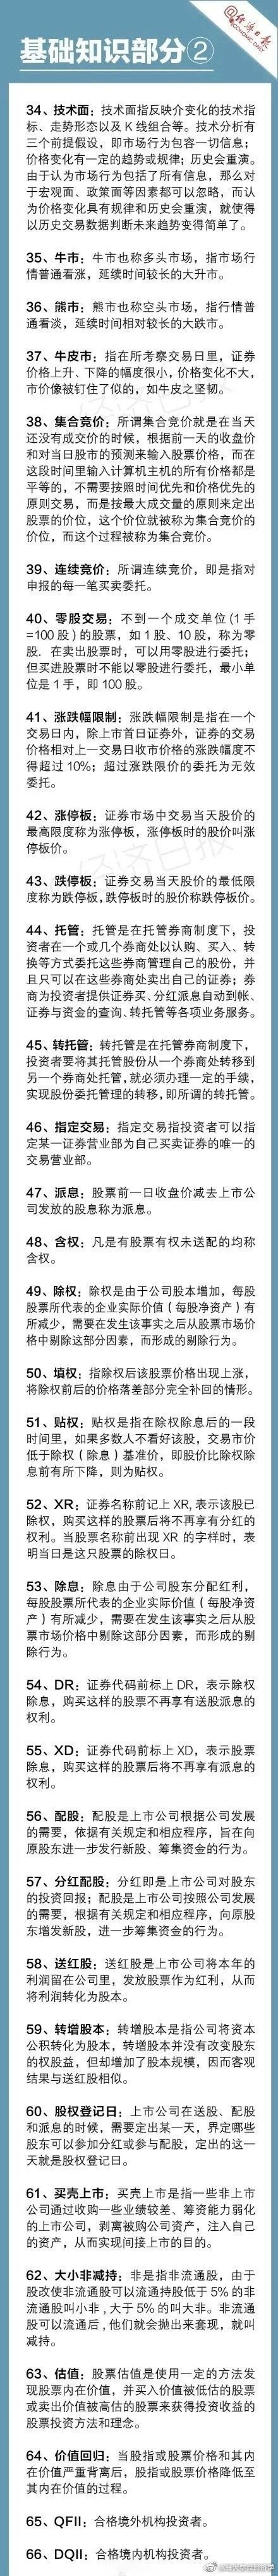 经济日报
基础知识部分②
34、技术面：技术面指反映介变化的技术指
标、走势形态以及K线组合等。技术分析有
三个前提假设，即市场行为包容一切信息；
价格变化有一定的趋势或规律；历史会重演。
由于认为市场行为包括了所有信息，那么对
于宏观面、政策面等因素都可以忽略，而认
为价格变化具有规律和历史会重演，就使得
以历史交易数据判断未来趋势变得简单了。
35、牛市：牛市也称多头市场，指市场行
情普通看涨，延续时间较长的大升市。
36、熊市：熊市也称空头市场，指行情普
通看淡，延续时间相对较长的大跌市。
37、牛皮市：指在所考察交易日里，证券
价格上升、下降的幅度很小，价格变化不大，
市价像被钉住了似的，如牛皮之坚韧。
38、集合竞价：所谓集合竞价就是在当天
还没有成交价的时候，根据前一天的收盘价
和对当日股市的预测来输入股票价格，而在
这段时间里输入计算机主机的所有价格都是
平等的，不需要按照时间优先和价格优先的
原则交易，而是按最大成交量的原则来定出
股票的价位，这个价位就被称为集合竞价的
价位，而这个过程被称为集合竞价。
39、连续竞价：所谓连续竞价，即是指对
申报的每一笔买卖委托。
40、零股交易：不到一个成交单位(1手
=100股)的股票，如1股、10股，称为零
股. 在卖出股票时，可以用零股进行委托；
但买进股票时不能以零股进行委托，最小单
位是1手，即100股。
41、涨跌幅限制：涨跌幅限制是指在一个
交易日内，除上市首日证券外，证券的交易
价格相对上一交易日收市价格的涨跌幅度不
得超过10%；超过涨跌限价的委托为无效
委托。
42、涨停板：证券市场中交易当天股价的
最高限度称为涨停板，涨停板时的股价叫涨
停板价。
43、跌停板：证券交易当天股价的最低限
度称为跌停板,跌停板时的股价称跌停板价。
44、托管：托管是在托管券商制度下，投
资者在一个或几个券商处以认购、买入、转
换等方式委托这些券商管理自己的股份，并
且只可以在这些券商处卖出自己的证券；券
商为投资者提供证券买、分红派息自动到帐、
证券与资金的查询、转托管等各项业务服务。
45、转托管：转托管是在托管券商制度下，
投资者要将其托管股份从一个券商处转移到
另一个券商处托管,就必须办理一定的手续，
实现股份委托管理的转移,即所谓的转托管。
46、指定交易：指定交易指投资者可以指
定某一证券营业部为自己买卖证券的唯一的
交易营业部。
47、派息：股票前一日收盘价减去上市公
司发放的股息称为派息。
48、含权：凡是有股票有权未送配的均称
含权。
49、除权：除权是由于公司股本增加，每股
股票所代表的企业实际价值（每股净资产）有
所减少，需要在发生该事实之后从股票市场价
格中剔除这部分因素，而形成的剔除行为。
50、填权：指除权后该股票价格出现上涨，
将除权前后的价格落差部分完全补回的情形。
51、贴权：贴权是指在除权除息后的一段
时间里，如果多数人不看好该股，交易市价
低于除权（除息）基准价，即股价比除权除
息前有所下降，则为贴权。
52、XR：证券名称前记上XR, 表示该股已
除权，购买这样的股票后将不再享有分红的
权利。当股票名称前出现XR的字样时，表
明当日是这只股票的除权日。
53、除息：除息由于公司股东分配红利，
每股股票所代表的企业实际价值（每股净资
产）有所减少，需要在发生该事实之后从股
票市场价格中剔除这部分因素，而形成的剔
除行为。
54、DR：证券代码前标上DR，表示除权
除息，购买这样的股票不再享有送股派息的
权利。
55、XD：证券代码前标上XD，表示股票
除息，购买这样的股票后将不再享有派息的
权利。
56、配股：配股是上市公司根据公司发展
的需要，依据有关规定和相应程序，旨在向
原股东进一步发行新股、筹集资金的行为。
57、分红配股：分红即是上市公司对股东
的投资回报；配股是上市公司按照公司发展
的需要，根据有关规定和相应程序，向原股
东增发新股，进一步筹集资金的行为。
58、送红股：送红股是上市公司将本年的
利润留在公司里，发放股票作为红利，从而
将利润转化为股本。
59、转增股本：转增股本是指公司将资本
公积转化为股本，转增股本并没有改变股东
的权股益，但却增加了股本规模，因而客观
结果与送红股相似。
60、股权登记日：上市公司在送股、配股
和派息的时候，需要定出某一天，界定哪些
股东可以参加分红或参与配股，定出的这一
天就是股权登记日。
61、买壳上市：买壳上市是指一些非上市
公司通过收购一些业绩较差、筹资能力弱化
的上市公司，剥离被购公司资产，注入自己
的资产，从而实现间接上市的目的。
62、大小非减持：非是指非流通股，由于
股改使非流通股可以流通持股低于5%的非
流通股叫小非,大于5%的叫大非。非流通
股可以流通后,他们就会抛出来套现，就叫
减持。
63、估值：股票估值是使用一定的方法发
现股票内在价值，并买入价值被低估的股票
或卖出价值被高估的股票来获得投资收益的
股票投资方法和理念。
64、价值回归：当股指或股票价格和其内
在价值严重背离后，股指或股票价格降低至
其内在价值的过程。
65、QFII：合格境外机构投资者。
66、DQII：合格境内机构投资者。